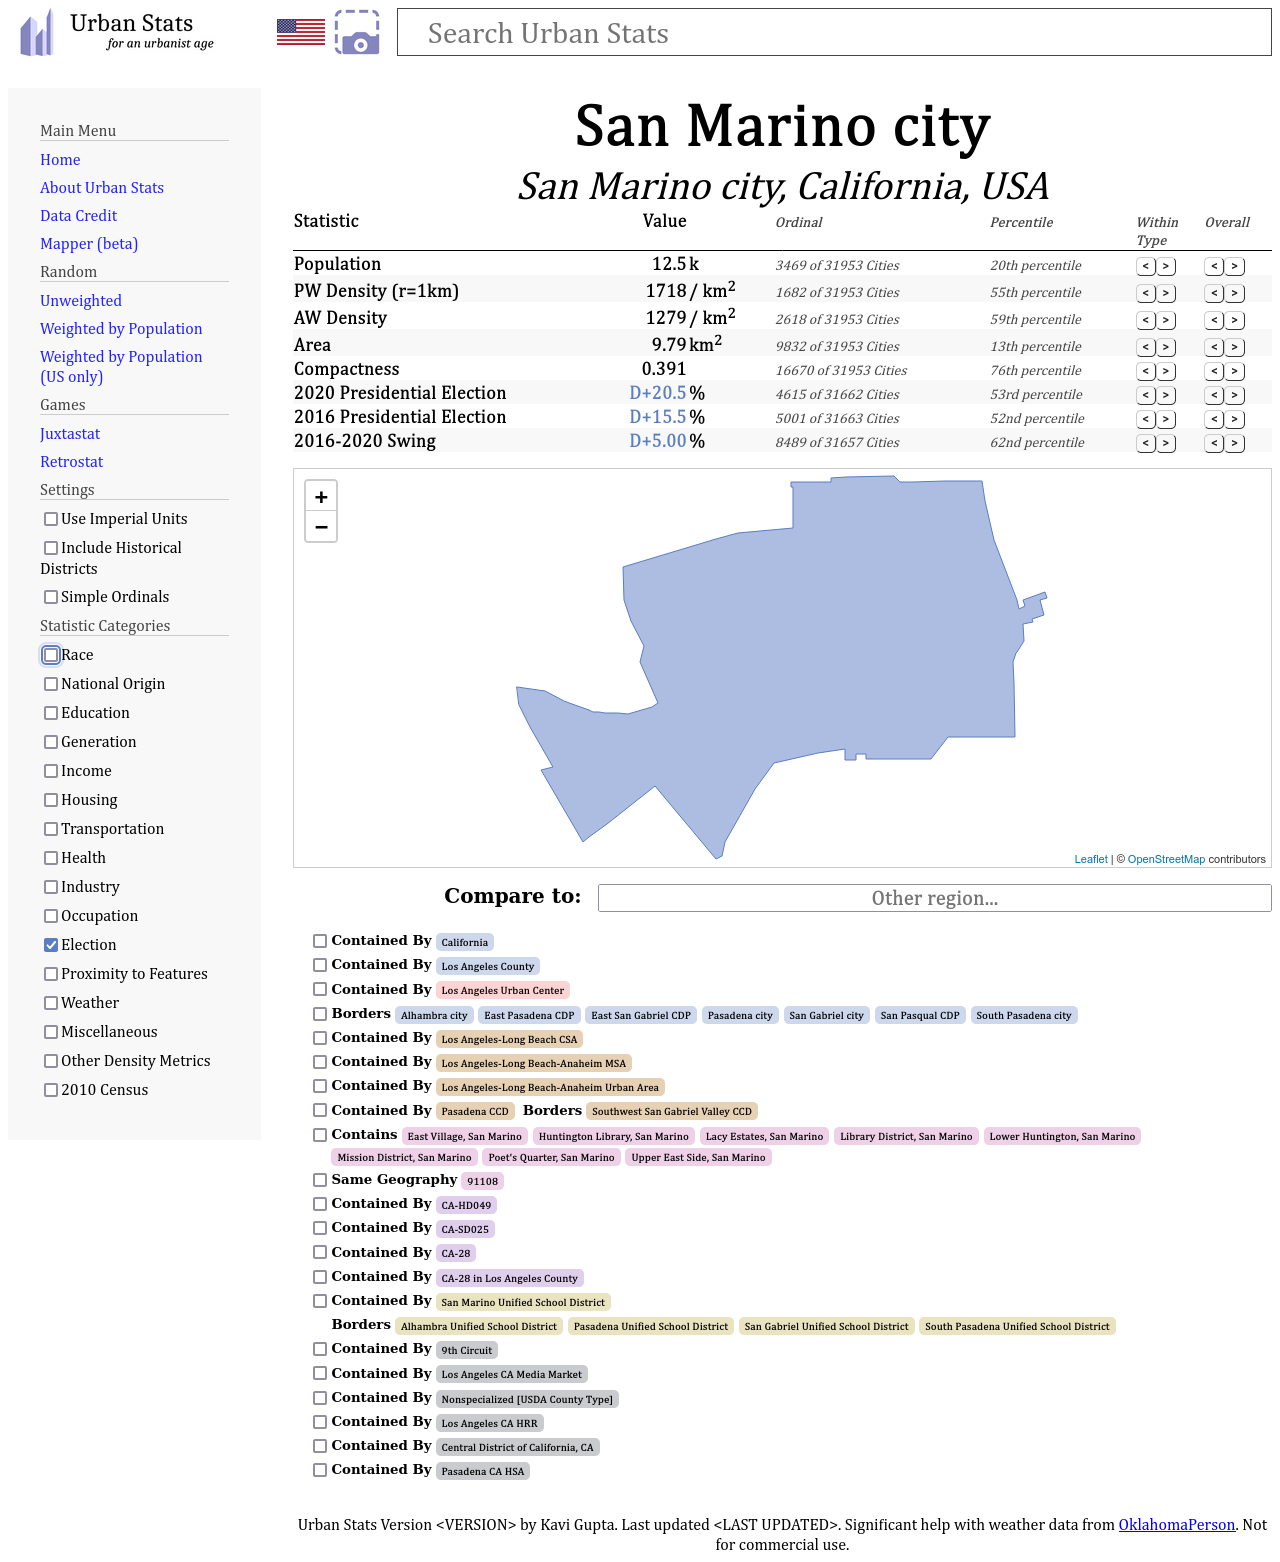 Urban Stats
for an urbanist age
Search Urban Stats
Main Menu
Home
About Urban Stats
Data Credit
Mapper (beta)
Random
Unweighted
Weighted by Population
Weighted by Population
(US only)
Games
Juxtastat
Retrostat
Settings
Use Imperial Units
Include Historical
Districts
Simple Ordinals
Statistic Categories
Race
National Origin
Education
Generation
Income
Housing
Transportation
Health
Industry
Occupation
Election
Proximity to Features
Weather
Miscellaneous
Other Density Metrics
2010 Census
San Marino city
San Marino city, California, USA
Statistic Value Ordinal Percentile Within Type Overall
Population 12.5 k 3469 of 31953 Cities 20th percentile < > < >
PW Density (r=1km) 1718 / km² 1682 of 31953 Cities 55th percentile < > < >
AW Density 1279 / km² 2618 of 31953 Cities 59th percentile < > < >
Area 9.79 km² 9832 of 31953 Cities 13th percentile < > < >
Compactness 0.391 16670 of 31953 Cities 76th percentile < > < >
2020 Presidential Election D+20.5 % 4615 of 31662 Cities 53rd percentile < > < >
2016 Presidential Election D+15.5 % 5001 of 31663 Cities 52nd percentile < > < >
2016-2020 Swing D+5.00 % 8489 of 31657 Cities 62nd percentile < > < >
+
−
Leaflet | © OpenStreetMap contributors
Compare to: Other region...
Contained By California
Contained By Los Angeles County
Contained By Los Angeles Urban Center
Borders Alhambra city East Pasadena CDP East San Gabriel CDP Pasadena city San Gabriel city San Pasqual CDP South Pasadena city
Contained By Los Angeles-Long Beach CSA
Contained By Los Angeles-Long Beach-Anaheim MSA
Contained By Los Angeles-Long Beach-Anaheim Urban Area
Contained By Pasadena CCD Borders Southwest San Gabriel Valley CCD
Contains East Village, San Marino Huntington Library, San Marino Lacy Estates, San Marino Library District, San Marino Lower Huntington, San Marino
Mission District, San Marino Poet's Quarter, San Marino Upper East Side, San Marino
Same Geography 91108
Contained By CA-HD049
Contained By CA-SD025
Contained By CA-28
Contained By CA-28 in Los Angeles County
Contained By San Marino Unified School District
Borders Alhambra Unified School District Pasadena Unified School District San Gabriel Unified School District South Pasadena Unified School District
Contained By 9th Circuit
Contained By Los Angeles CA Media Market
Contained By Nonspecialized [USDA County Type]
Contained By Los Angeles CA HRR
Contained By Central District of California, CA
Contained By Pasadena CA HSA
Urban Stats Version <VERSION> by Kavi Gupta. Last updated <LAST UPDATED>. Significant help with weather data from OklahomaPerson. Not
for commercial use.